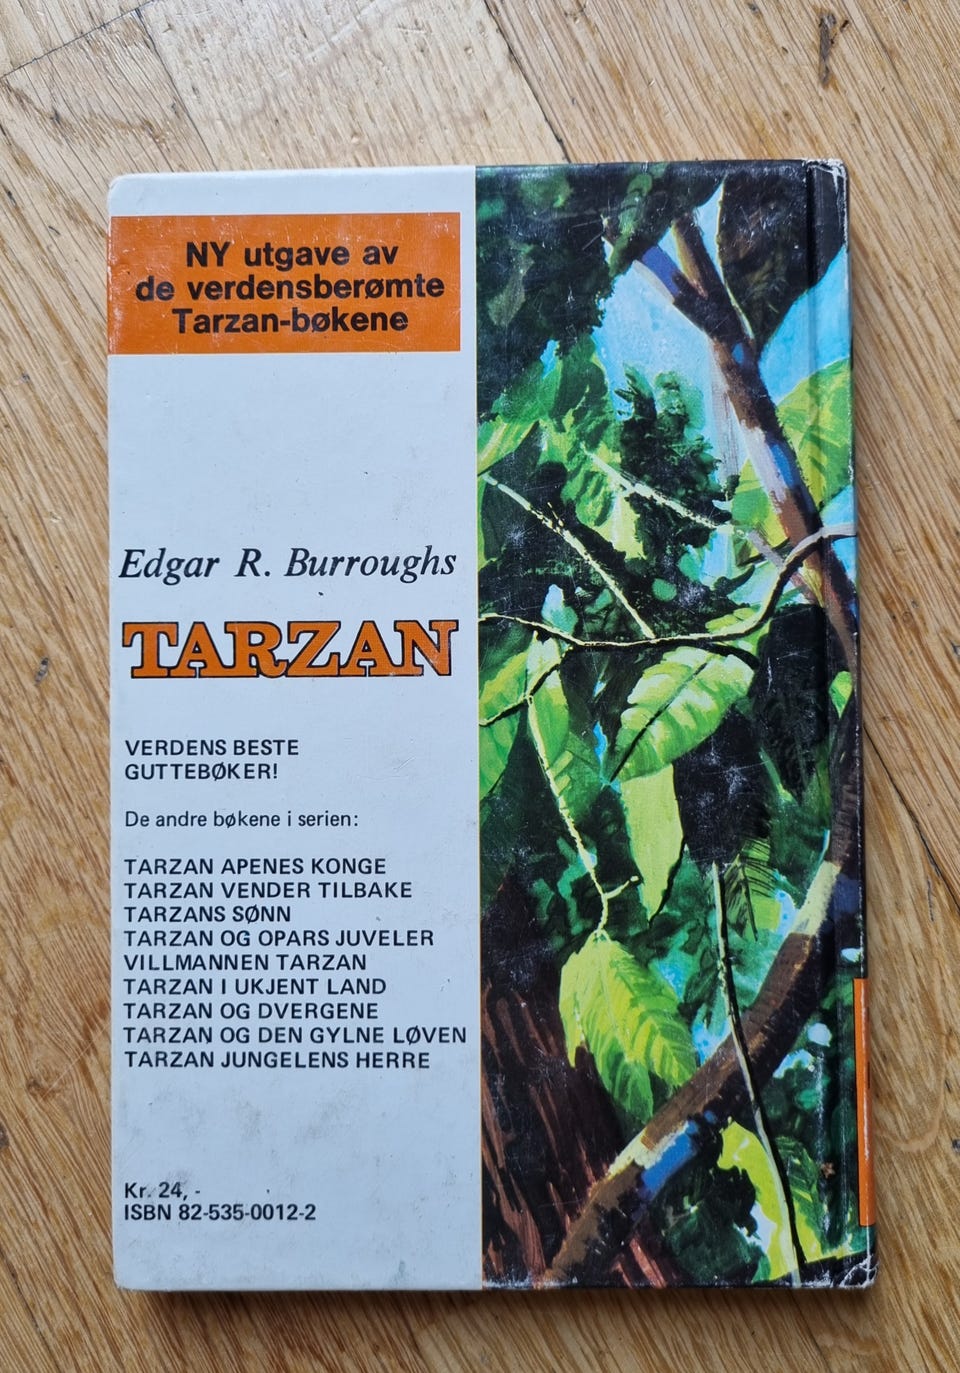 NY utgave av
de verdensberømte
Tarzan-bøkene
Edgar R. Burroughs
TARZAN
VERDENS BESTE
GUTTEBØKER!
De andre bøkene i serien:
TARZAN APENES KONGE
TARZAN VENDER TILBAKE
TARZANS SØNN
TARZAN OG OPARS JUVELER
VILLMANNEN TARZAN
TARZAN I UKJENT LAND
TARZAN OG DVERGENE
TARZAN OG DEN GYLNE LØVEN
TARZAN JUNGELENS HERRE
Kr. 24,-
ISBN 82-535-0012-2